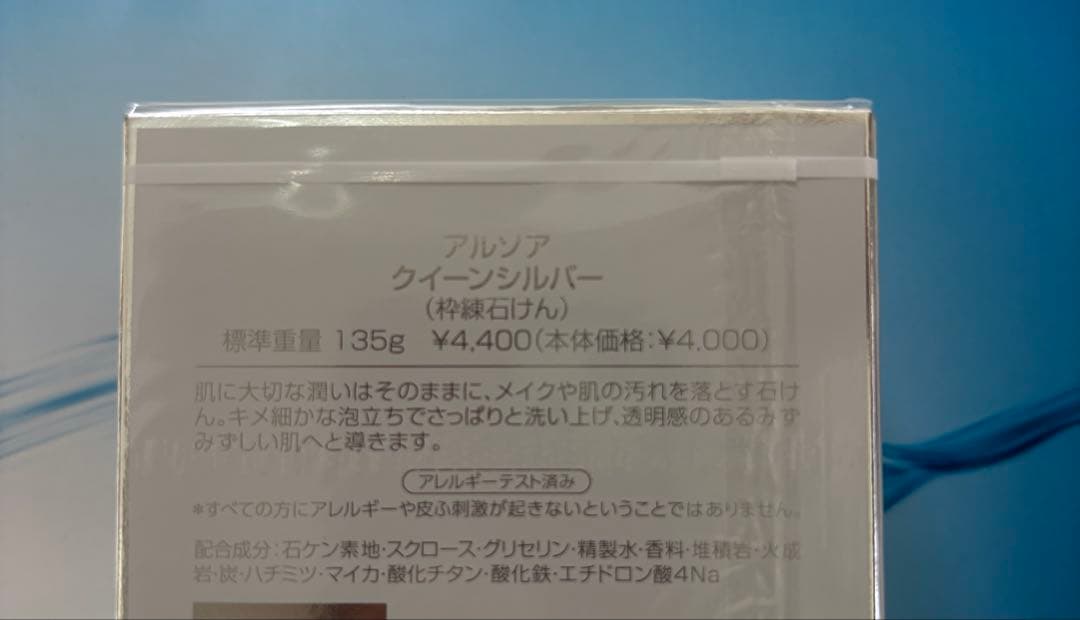 アルソア
クイーンシルバー
(枠練石けん)
標準重量 135g ¥4,400(本体価格:¥4,000)
肌に大切な潤いはそのままに、メイクや肌の汚れを落とす石け
ん。キメ細かな泡立ちでさっぱりと洗い上げ、透明感のあるみず
みずしい肌へと導きます。
アレルギーテスト済み
*すべての方にアレルギーや皮ふ刺激が起きないということではありません。
配合成分:石ケン素地・スクロース・グリセリン・精製水・香料・堆積岩・火成
岩・炭・ハチミツ・マイカ・酸化チタン・酸化鉄・エチドロン酸4Na